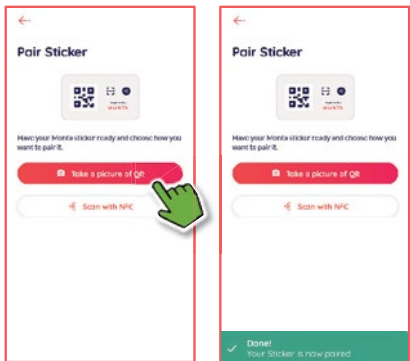 Pair Sticker
MONTA
Have your Monta sticker ready and choose how you
want to pair it.
Take a picture of QR
Scan with NFC
Pair Sticker
MONTA
Have your Monta sticker ready and choose how you
want to pair it.
Take a picture of QR
Scan with NFC
Done!
Your Sticker is now paired